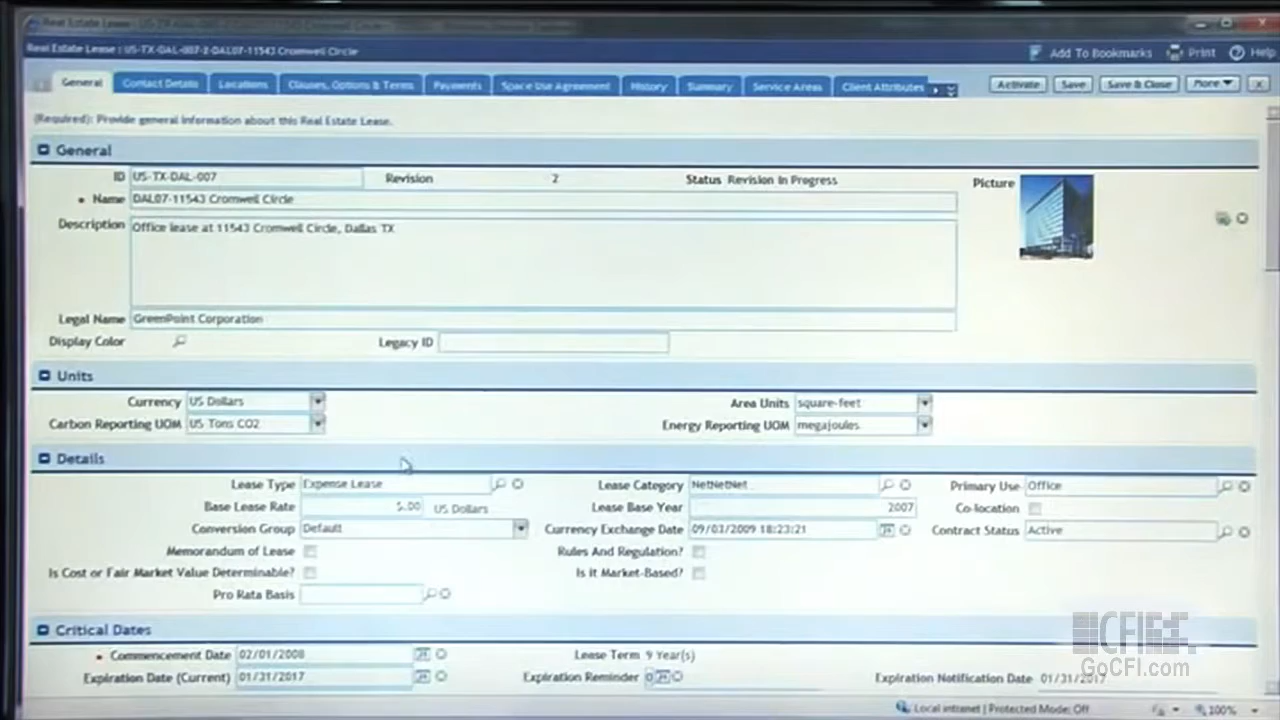 Real Estate Lease : US-TX-DAL-007-2-DAL07-11543 Cromwell Circle
Add To Bookmarks Print Help
General Contact Details Locations Clauses, Options & Terms Payments Space Use Agreement History Summary Service Areas Client Attributes Activate Save Save & Close More
(Required): Provide general information about this Real Estate Lease.
General
ID US-TX-DAL-007 Revision 2 Status Revision In Progress Picture
Name DAL07-11543 Cromwell Circle
Description Office lease at 11543 Cromwell Circle, Dallas TX
Legal Name GreenPoint Corporation
Display Color Legacy ID
Units
Currency US Dollars Area Units square-feet
Carbon Reporting UOM US Tons CO2 Energy Reporting UOM megajoules
Details
Lease Type Expense Lease Lease Category NetNetNet Primary Use Office
Base Lease Rate 5.00 US Dollars Lease Base Year 2007 Co-location
Conversion Group Default Currency Exchange Date 09/03/2009 18:23:21 Contract Status Active
Memorandum of Lease Rules And Regulation?
Is Cost or Fair Market Value Determinable? Is it Market-Based?
Pro Rata Basis
Critical Dates
Commencement Date 02/01/2008 Lease Term 9 Year(s)
Expiration Date (Current) 01/31/2017 Expiration Reminder 0 Expiration Notification Date 01/31/2017
CFI
GoCFI.com
Local intranet | Protected Mode: Off 100%